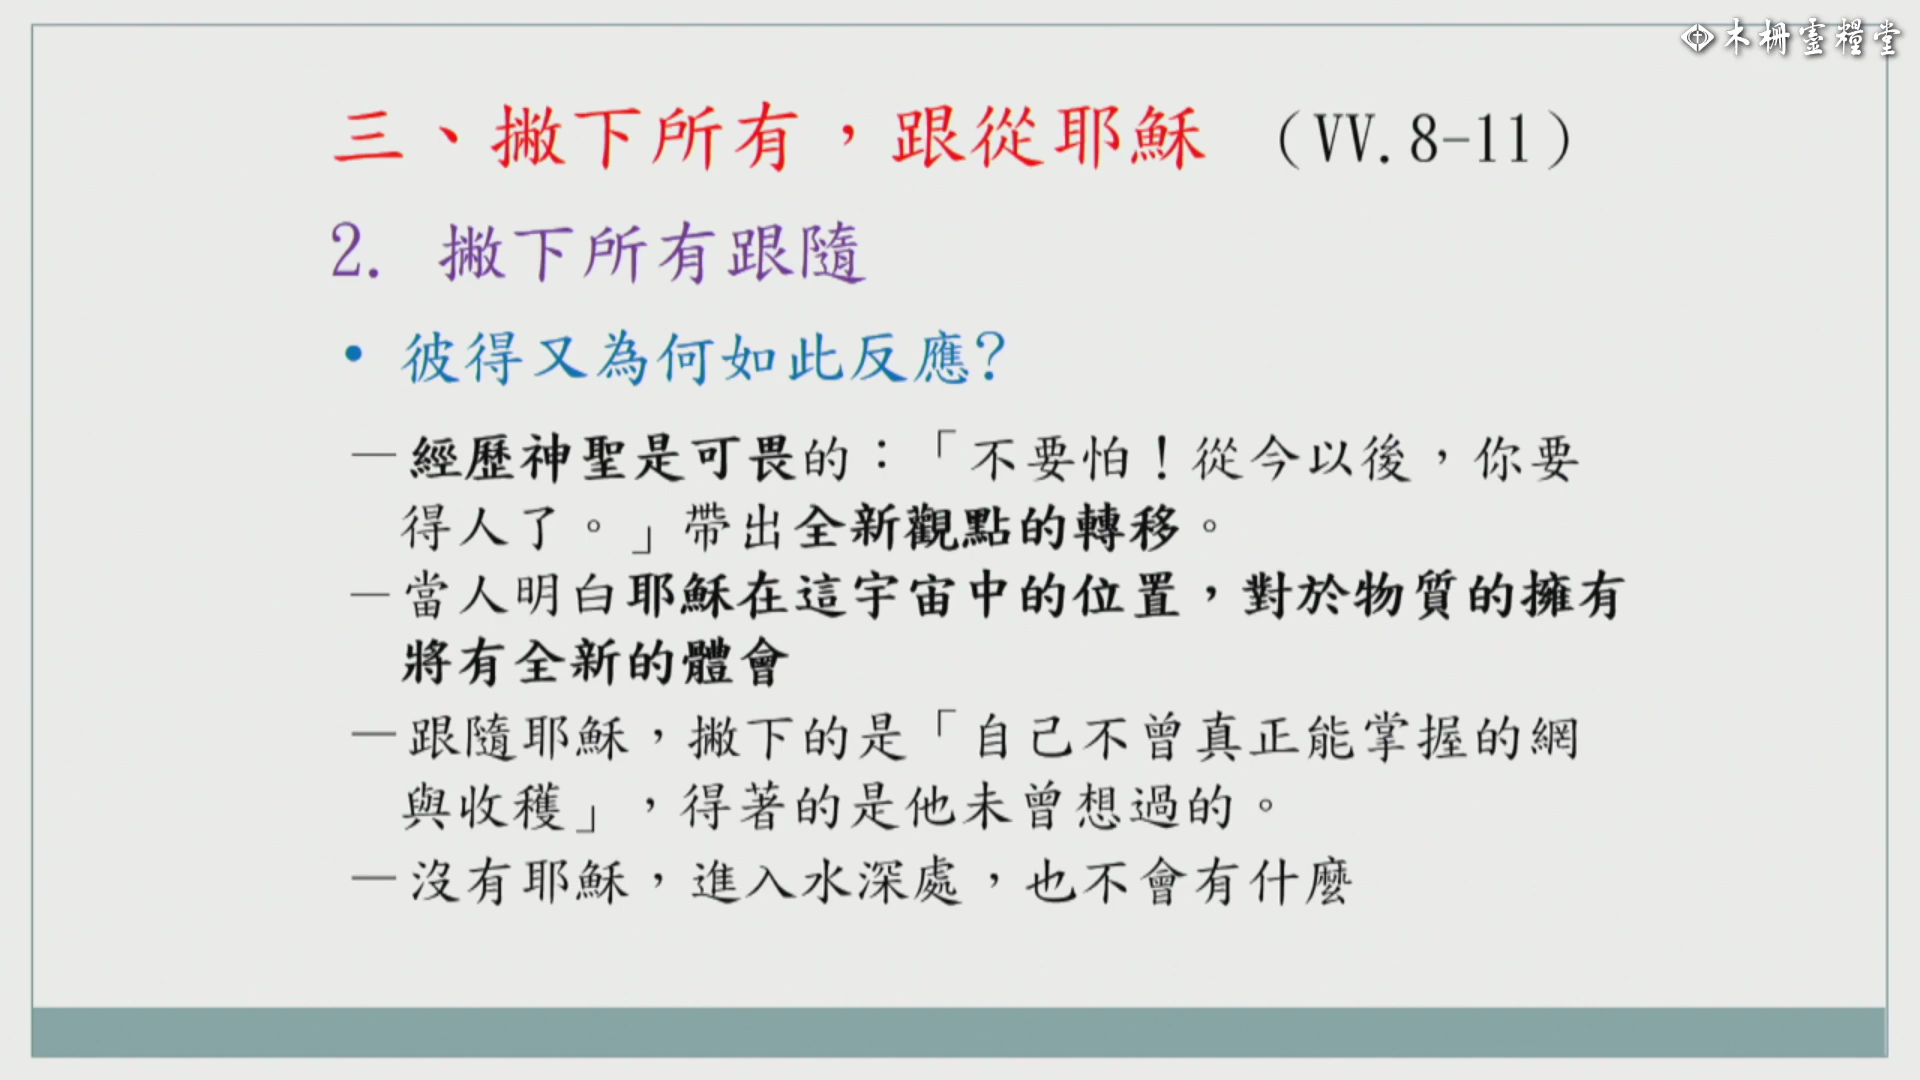 木柵靈糧堂
三、撇下所有，跟從耶穌（VV.8-11）
2. 撇下所有跟隨
• 彼得又為何如此反應?
—經歷神聖是可畏的：「不要怕！從今以後，你要
得人了。」帶出全新觀點的轉移。
—當人明白耶穌在這宇宙中的位置，對於物質的擁有
將有全新的體會
—跟隨耶穌，撇下的是「自己不曾真正能掌握的網
與收穫」，得著的是他未曾想過的。
—沒有耶穌，進入水深處，也不會有什麼